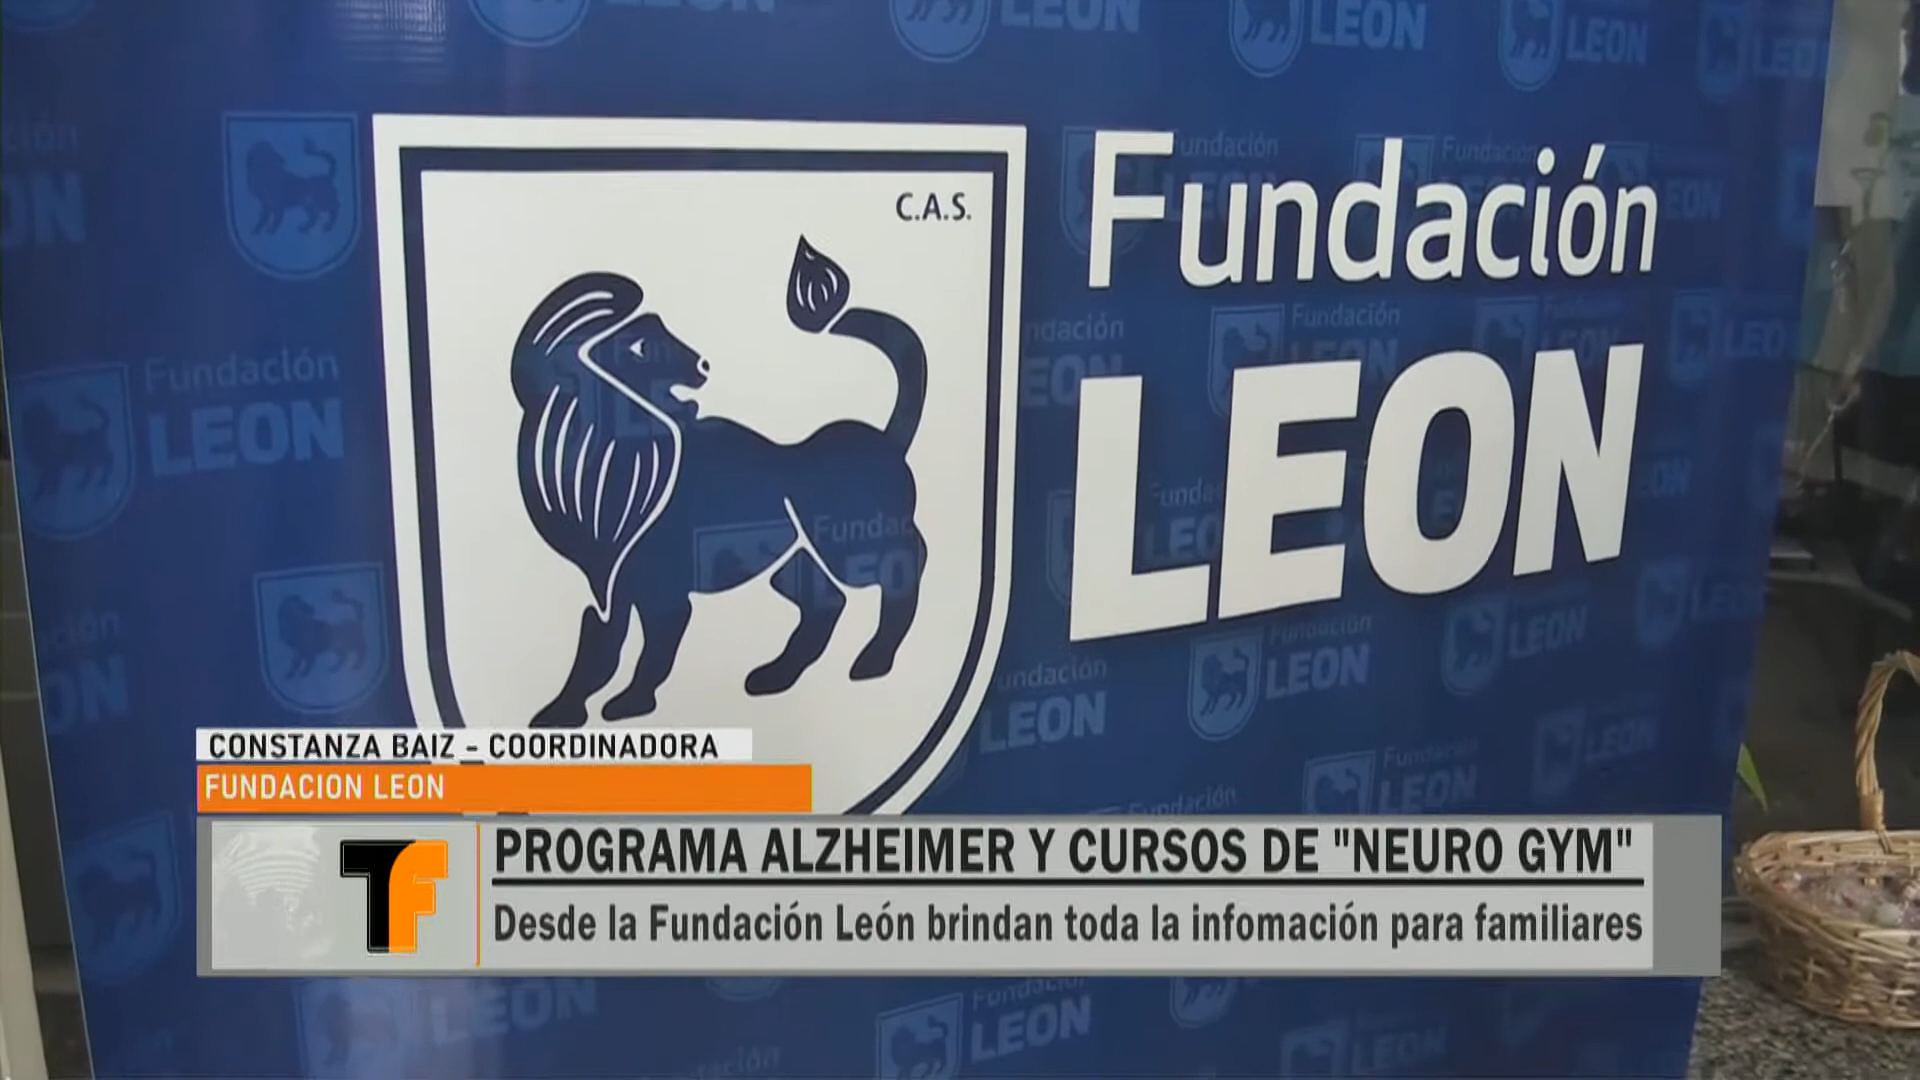 C.A.S.
Fundación
LEON
CONSTANZA BAIZ - COORDINADORA
FUNDACION LEON
TF
PROGRAMA ALZHEIMER Y CURSOS DE "NEURO GYM"
Desde la Fundación León brindan toda la infomación para familiares